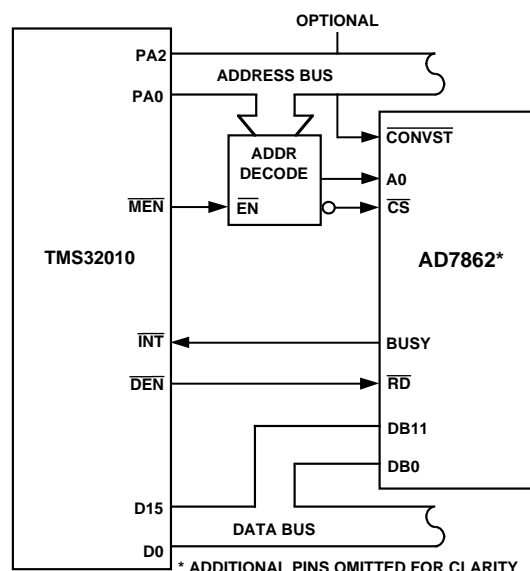 OPTIONAL
PA2
ADDRESS BUS
PA0
CONVST
ADDR
DECODE
A0
MEN
EN
CS
TMS32010
AD7862*
INT
BUSY
DEN
RD
DB11
DB0
D15
DATA BUS
D0
* ADDITIONAL PINS OMITTED FOR CLARITY